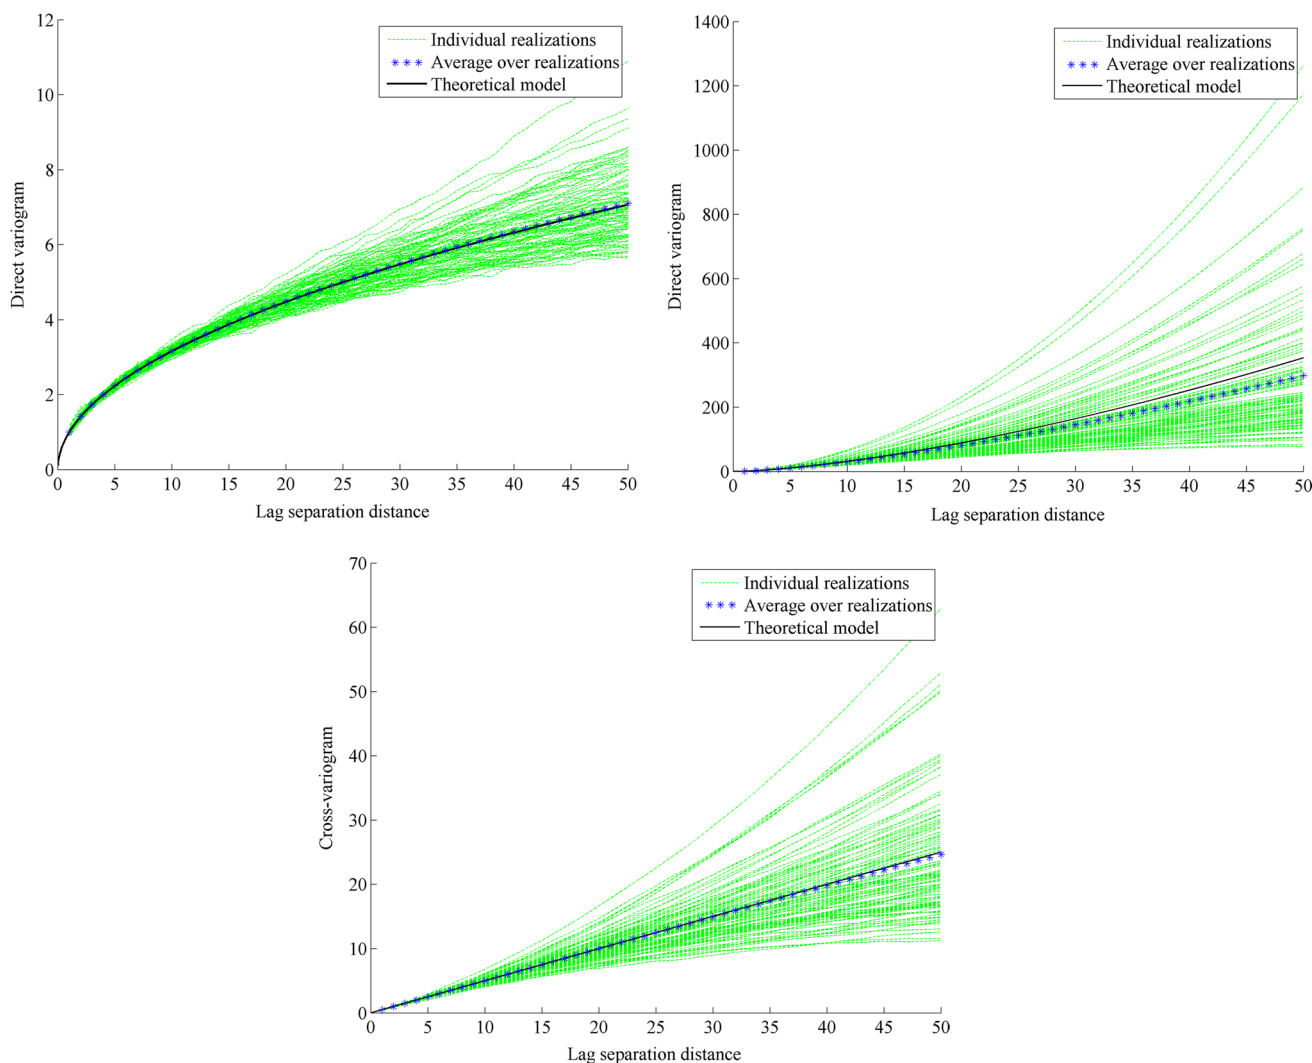 12
10
8
6
4
2
0
Direct variogram
Individual realizations
Average over realizations
Theoretical model
0 5 10 15 20 25 30 35 40 45 50
Lag separation distance
1400
1200
1000
800
600
400
200
0
Direct variogram
Individual realizations
Average over realizations
Theoretical model
0 5 10 15 20 25 30 35 40 45 50
Lag separation distance
70
60
50
40
30
20
10
0
Cross-variogram
Individual realizations
Average over realizations
Theoretical model
0 5 10 15 20 25 30 35 40 45 50
Lag separation distance